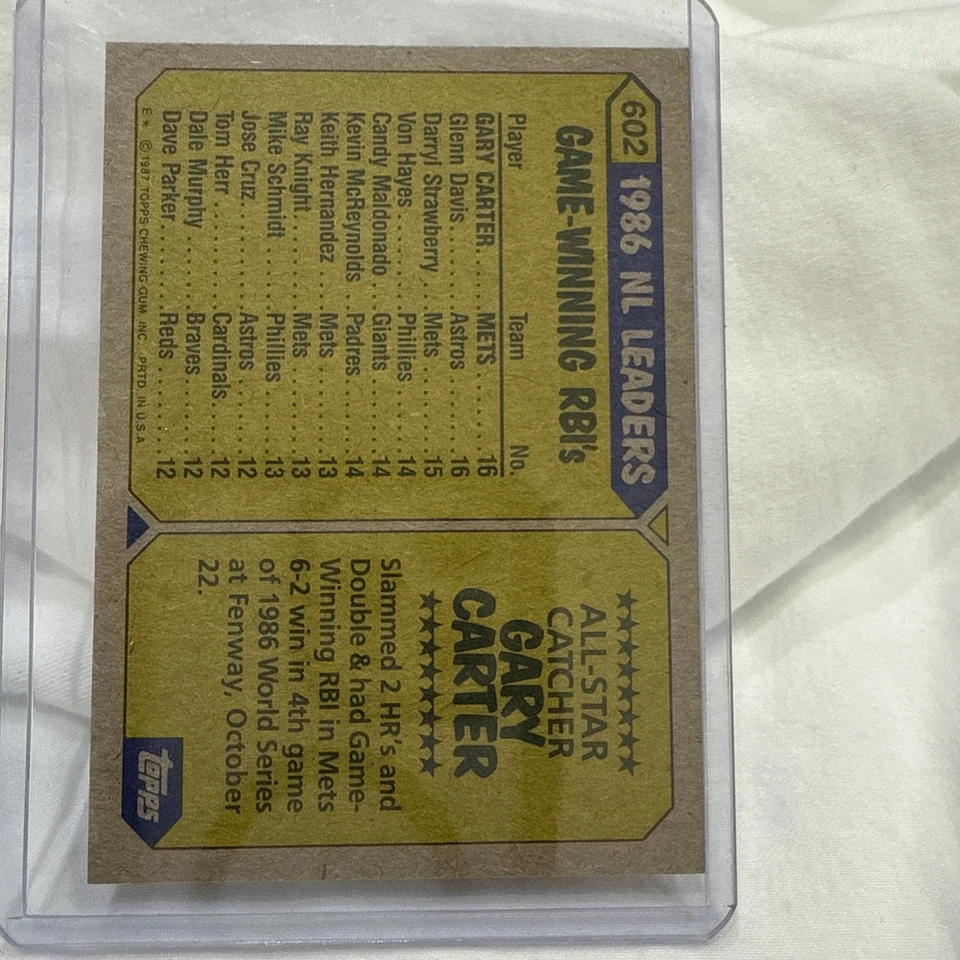 602 1986 NL LEADERS
GAME-WINNING RBI's
Player Team No.
GARY CARTER.....METS........16
Glenn Davis......Astros.........16
Darryl Strawberry...Mets.........15
Von Hayes........Phillies........14
Candy Maldonado Giants.........14
Kevin McReynolds..Padres........14
Keith Hernandez...Mets.........13
Ray Knight........Mets.........13
Mike Schmidt.....Phillies........13
Jose Cruz........Astros.........12
Tom Herr........Cardinals.......12
Dale Murphy......Braves........12
Dave Parker......Reds.........12
E* © 1987 TOPPS CHEWING GUM, INC. PRTD. IN U.S.A.
ALL-STAR
CATCHER
GARY
CARTER
Slammed 2 HR's and
Double & had Game-
Winning RBI in Mets
6-2 win in 4th game
of 1986 World Series
at Fenway, October
22.
topps